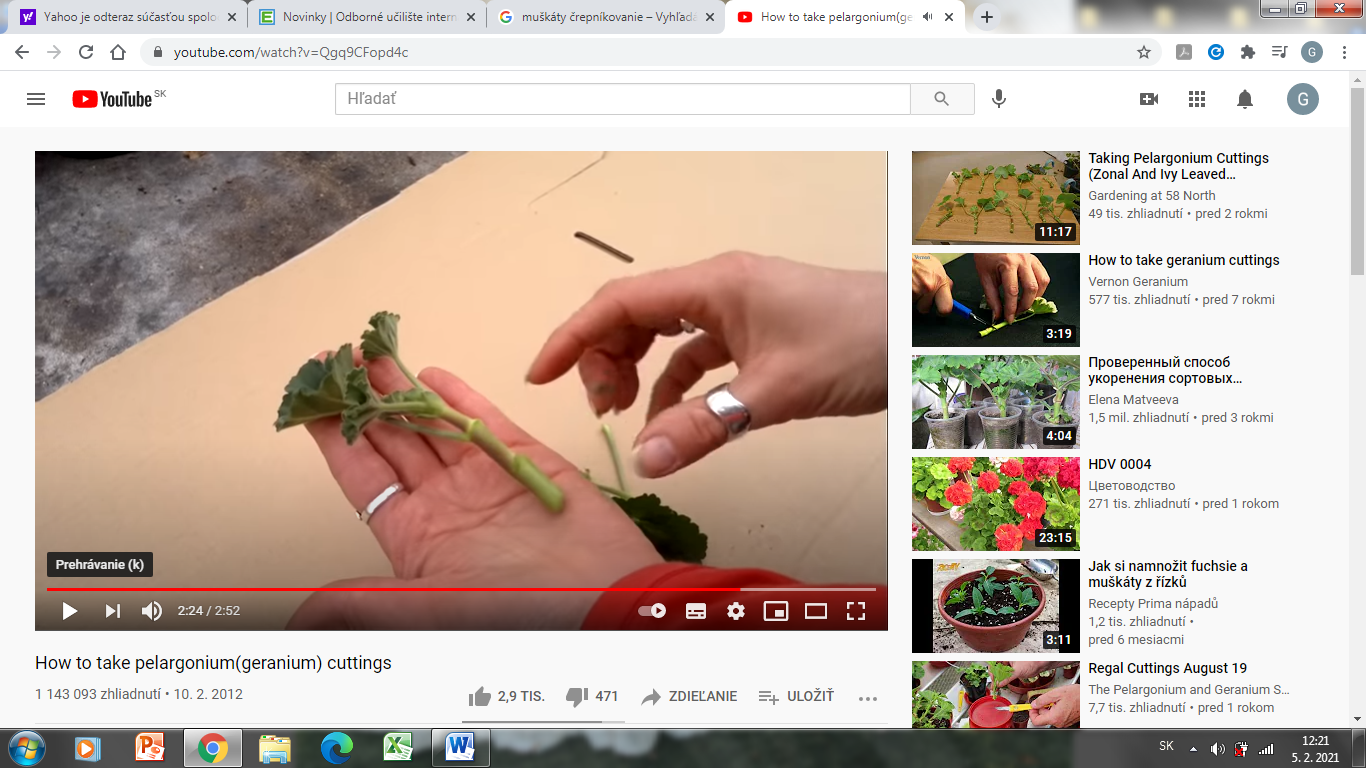 Yahoo je odteraz súčasťou spolo
Novinky | Odborné učilište intern
muškáty črepníkovanie – Vyhľadá
How to take pelargonium(ge
youtube.com/watch?v=Qgq9CFopd4c
G
YouTube SK
Hľadať
G
Prehrávanie (k)
2:24 / 2:52
How to take pelargonium(geranium) cuttings
1 143 093 zhliadnutí • 10. 2. 2012
2,9 TIS.
471
ZDIEĽANIE
ULOŽIŤ
Taking Pelargonium Cuttings
(Zonal And Ivy Leaved…
Gardening at 58 North
49 tis. zhliadnutí • pred 2 rokmi
11:17
How to take geranium cuttings
Vernon Geranium
577 tis. zhliadnutí • pred 7 rokmi
3:19
Проверенный способ
укоренения сортовых…
Elena Matveeva
1,5 mil. zhliadnutí • pred 3 rokmi
4:04
HDV 0004
Цветоводство
271 tis. zhliadnutí • pred 1 rokom
23:15
Jak si namnožit fuchsie a
muškáty z řízků
Recepty Prima nápadů
1,2 tis. zhliadnutí •
pred 6 mesiacmi
3:11
Regal Cuttings August 19
The Pelargonium and Geranium S…
7,7 tis. zhliadnutí • pred 1 rokom
SK
12:21
5. 2. 2021